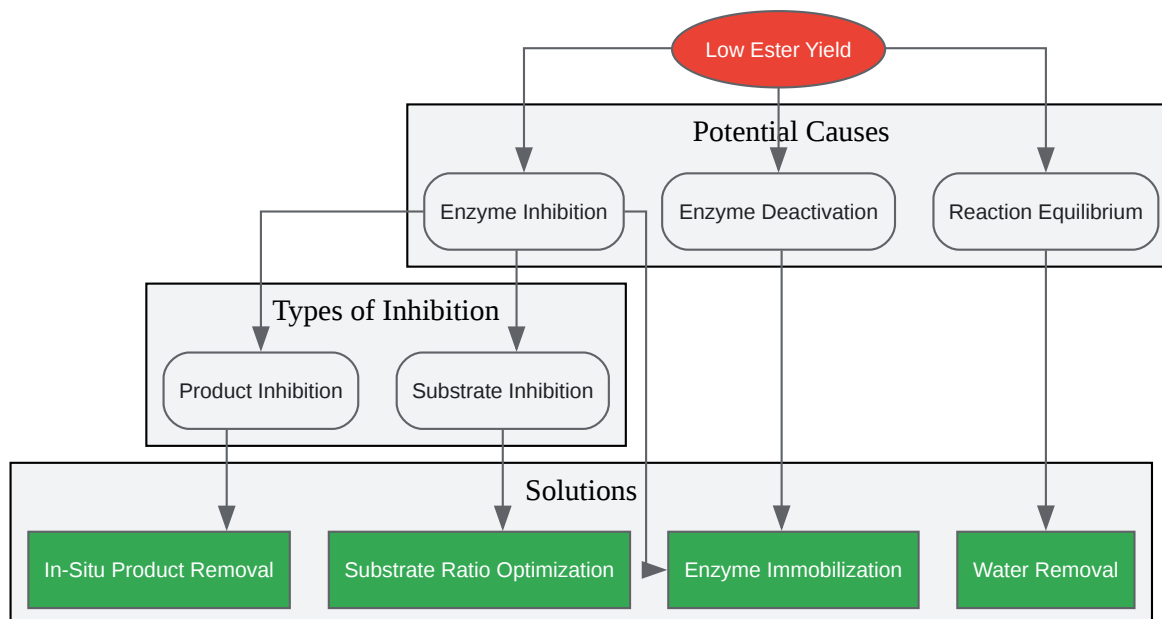 Low Ester Yield
Potential Causes
Enzyme Inhibition
Enzyme Deactivation
Reaction Equilibrium
Types of Inhibition
Product Inhibition
Substrate Inhibition
Solutions
In-Situ Product Removal
Substrate Ratio Optimization
Enzyme Immobilization
Water Removal